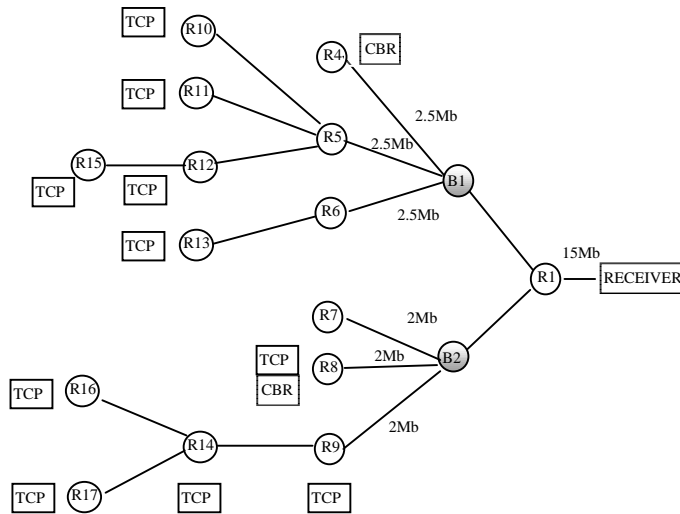 TCP
R10
R4
CBR
TCP
R11
2.5Mb
R5
2.5Mb
R15
R12
TCP
TCP
B1
R6
2.5Mb
TCP
R13
15Mb
R1
RECEIVER
R7
2Mb
TCP
R8
2Mb
B2
CBR
TCP
R16
2Mb
R14
R9
TCP
R17
TCP
TCP